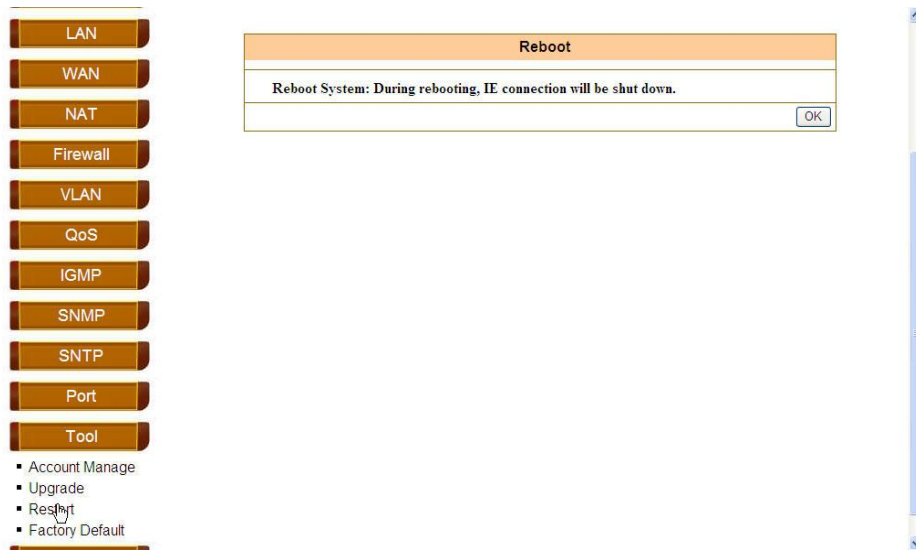 LAN
WAN
NAT
Firewall
VLAN
QoS
IGMP
SNMP
SNTP
Port
Tool
Account Manage
Upgrade
Restart
Factory Default
Reboot
Reboot System: During rebooting, IE connection will be shut down.
OK